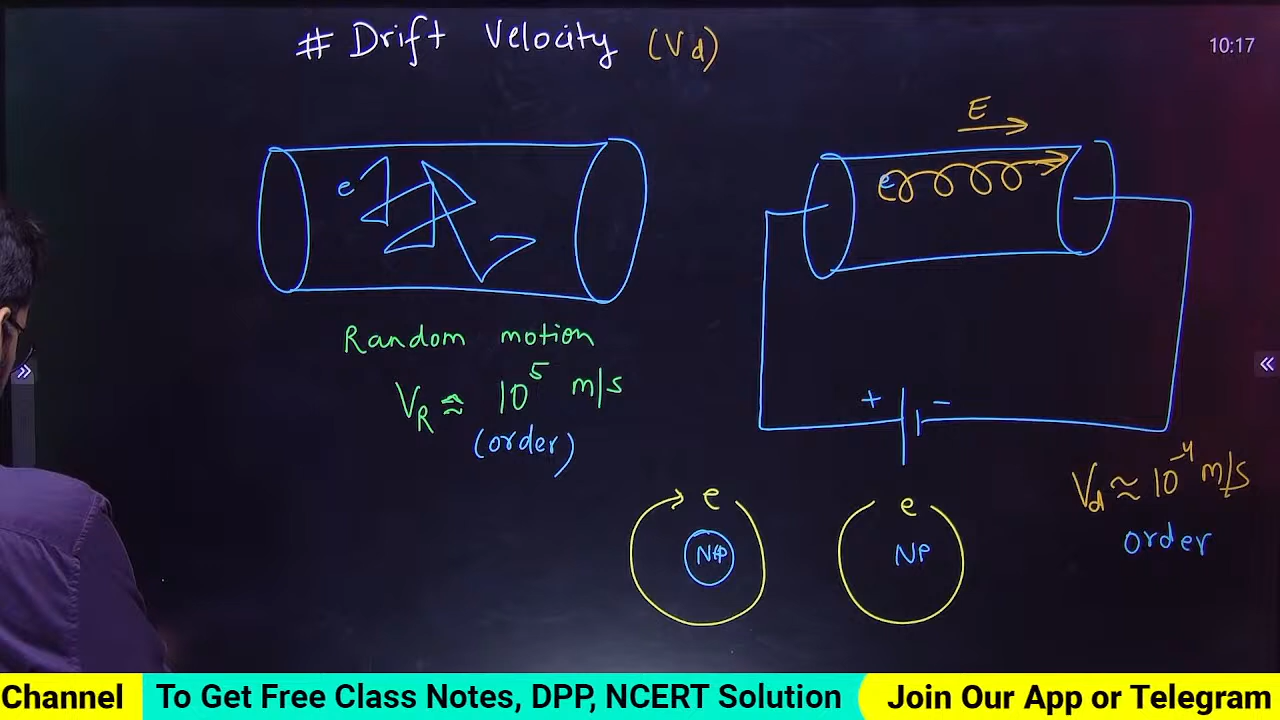 # Drift Velocity (Vd)
10:17
E
e
e
Random motion
VR ≈ 10^5 m/s
(order)
+ -
Vd ≈ 10^-4 m/s
order
e
e
NP
Channel
To Get Free Class Notes, DPP, NCERT Solution
Join Our App or Telegram